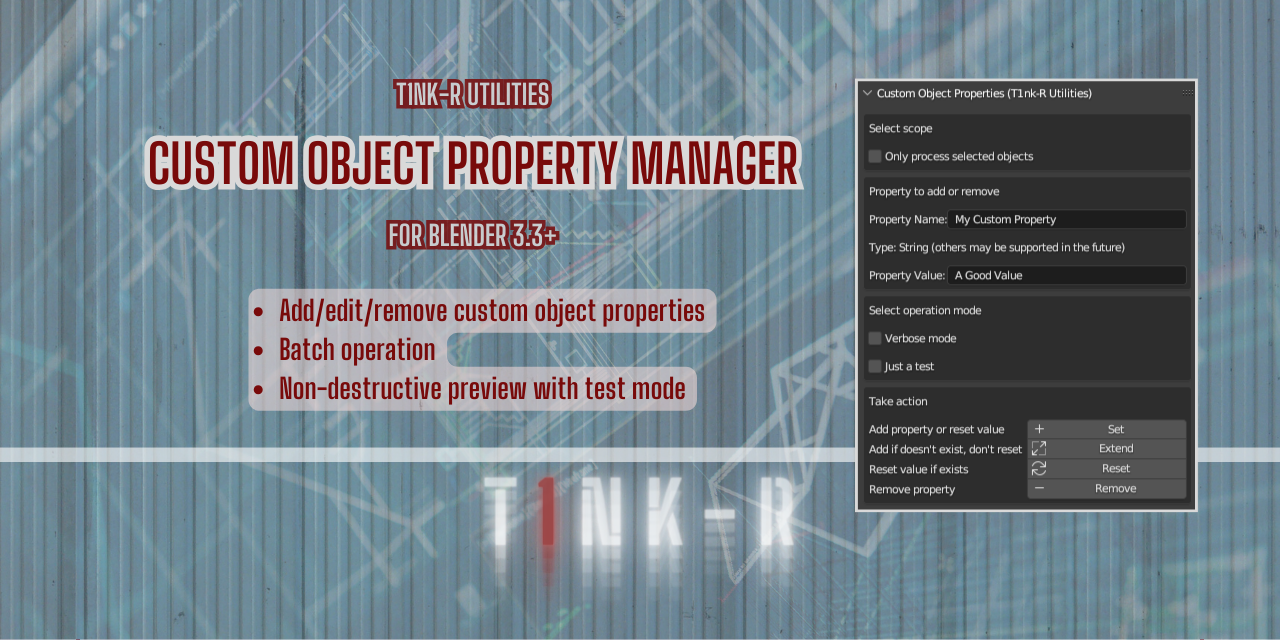 T1NK-R UTILITIES
CUSTOM OBJECT PROPERTY MANAGER
FOR BLENDER 3.3+
• Add/edit/remove custom object properties
• Batch operation
• Non-destructive preview with test mode
T1NK-R
Custom Object Properties (T1nk-R Utilities)
Select scope
Only process selected objects
Property to add or remove
Property Name: My Custom Property
Type: String (others may be supported in the future)
Property Value: A Good Value
Select operation mode
Verbose mode
Just a test
Take action
Add property or reset value + Set
Add if doesn't exist, don't reset Extend
Reset value if exists Reset
Remove property − Remove